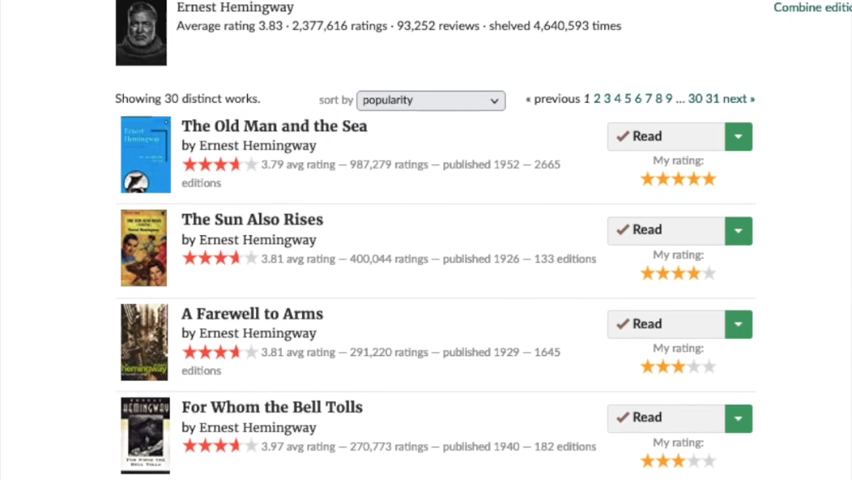 Ernest Hemingway
Combine editio
Average rating 3.83 · 2,377,616 ratings · 93,252 reviews · shelved 4,640,593 times
Showing 30 distinct works. sort by popularity « previous 1 2 3 4 5 6 7 8 9 ... 30 31 next »
The Old Man and the Sea
by Ernest Hemingway
3.79 avg rating — 987,279 ratings — published 1952 — 2665
editions
Read
My rating:
The Sun Also Rises
by Ernest Hemingway
3.81 avg rating — 400,044 ratings — published 1926 — 133 editions
Read
My rating:
A Farewell to Arms
by Ernest Hemingway
3.81 avg rating — 291,220 ratings — published 1929 — 1645
editions
Read
My rating:
hemingway
For Whom the Bell Tolls
by Ernest Hemingway
3.97 avg rating — 270,773 ratings — published 1940 — 182 editions
Read
My rating:
HEMINGWAY